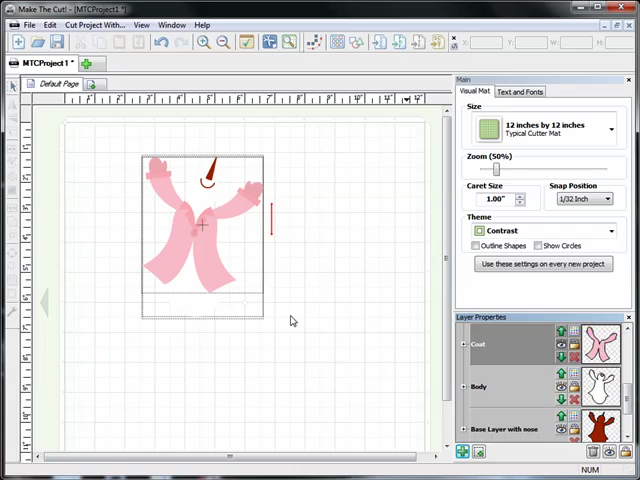 Make The Cut! - [MTCProject1 *]
File Edit Cut Project With... View Window Help
X: Y: W: H:
MTCProject1 *
Default Page
Main
Visual Mat Text and Fonts
Size
12 inches by 12 inches
Typical Cutter Mat
Zoom (50%)
Caret Size Snap Position
1.00" 1/32 Inch
Theme
Contrast
Outline Shapes Show Circles
Use these settings on every new project
Layer Properties
Coat
Body
Base Layer with nose
NUM